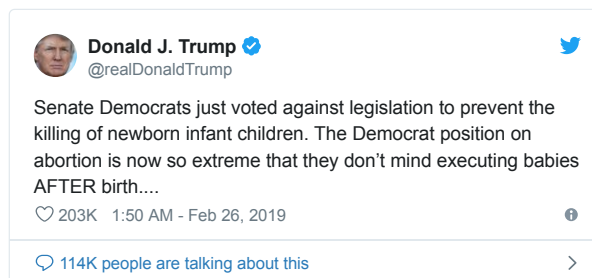 Donald J. Trump
@realDonaldTrump
Senate Democrats just voted against legislation to prevent the
killing of newborn infant children. The Democrat position on
abortion is now so extreme that they don’t mind executing babies
AFTER birth....
203K 1:50 AM - Feb 26, 2019
114K people are talking about this